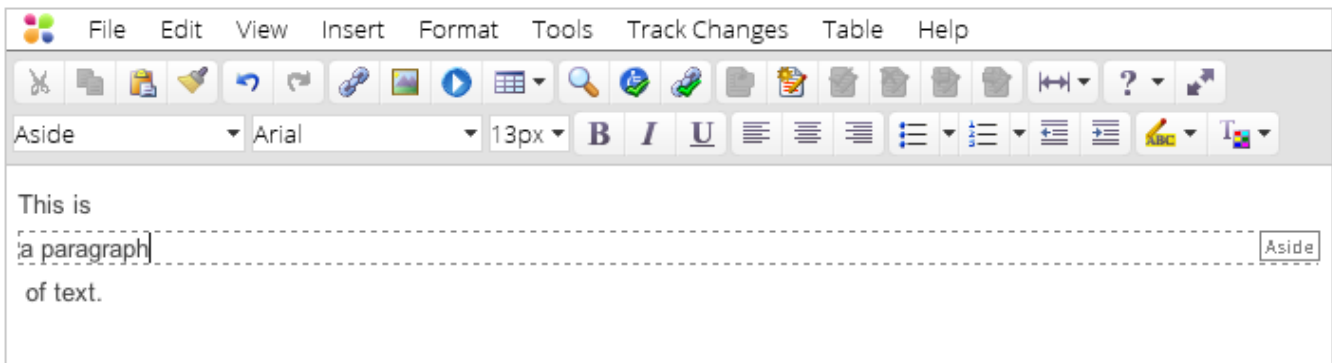 File Edit View Insert Format Tools Track Changes Table Help
? ABC T
Aside Arial 13px B I U
This is
a paragraph Aside
of text.